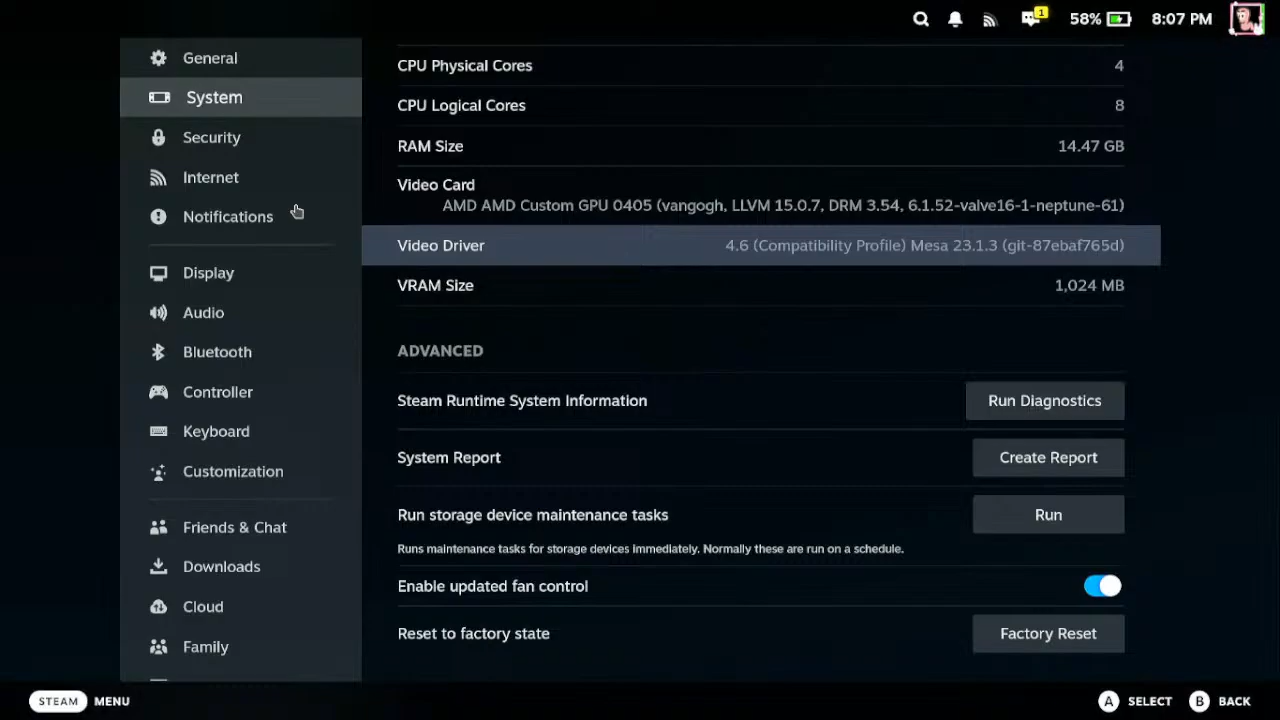 1
58%
8:07 PM
General
System
Security
Internet
Notifications
Display
Audio
Bluetooth
Controller
Keyboard
Customization
Friends & Chat
Downloads
Cloud
Family
CPU Physical Cores 4
CPU Logical Cores 8
RAM Size 14.47 GB
Video Card
AMD AMD Custom GPU 0405 (vangogh, LLVM 15.0.7, DRM 3.54, 6.1.52-valve16-1-neptune-61)
Video Driver 4.6 (Compatibility Profile) Mesa 23.1.3 (git-87ebaf765d)
VRAM Size 1,024 MB
ADVANCED
Steam Runtime System Information Run Diagnostics
System Report Create Report
Run storage device maintenance tasks Run
Runs maintenance tasks for storage devices immediately. Normally these are run on a schedule.
Enable updated fan control
Reset to factory state Factory Reset
STEAM MENU
A SELECT B BACK